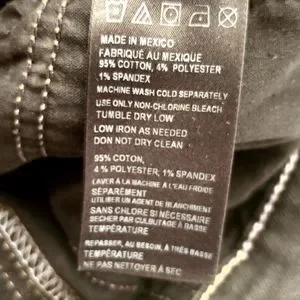 MADE IN MEXICO
FABRIQUÉ AU MEXIQUE
95% COTTON, 4% POLYESTER
1% SPANDEX
MACHINE WASH COLD SEPARATELY
USE ONLY NON-CHLORINE BLEACH
TUMBLE DRY LOW
LOW IRON AS NEEDED
DON NOT DRY CLEAN
95% COTON,
4 % POLYESTER, 1% SPANDEX
LAVER À LA MACHINE À L'EAU FROIDE
SÉPARÉMENT
UTILISER UN AGENT DE BLANCHIMENT
SANS CHLORE SI NÉCESSAIRE
SECHER PAR CULBUTAGE À BASSE
TEMPÉRATURE
REPASSER, AU BESOIN, À TRÈS BASSE
TEMPÉRATURE
NE PAS NETTOYER À SEC